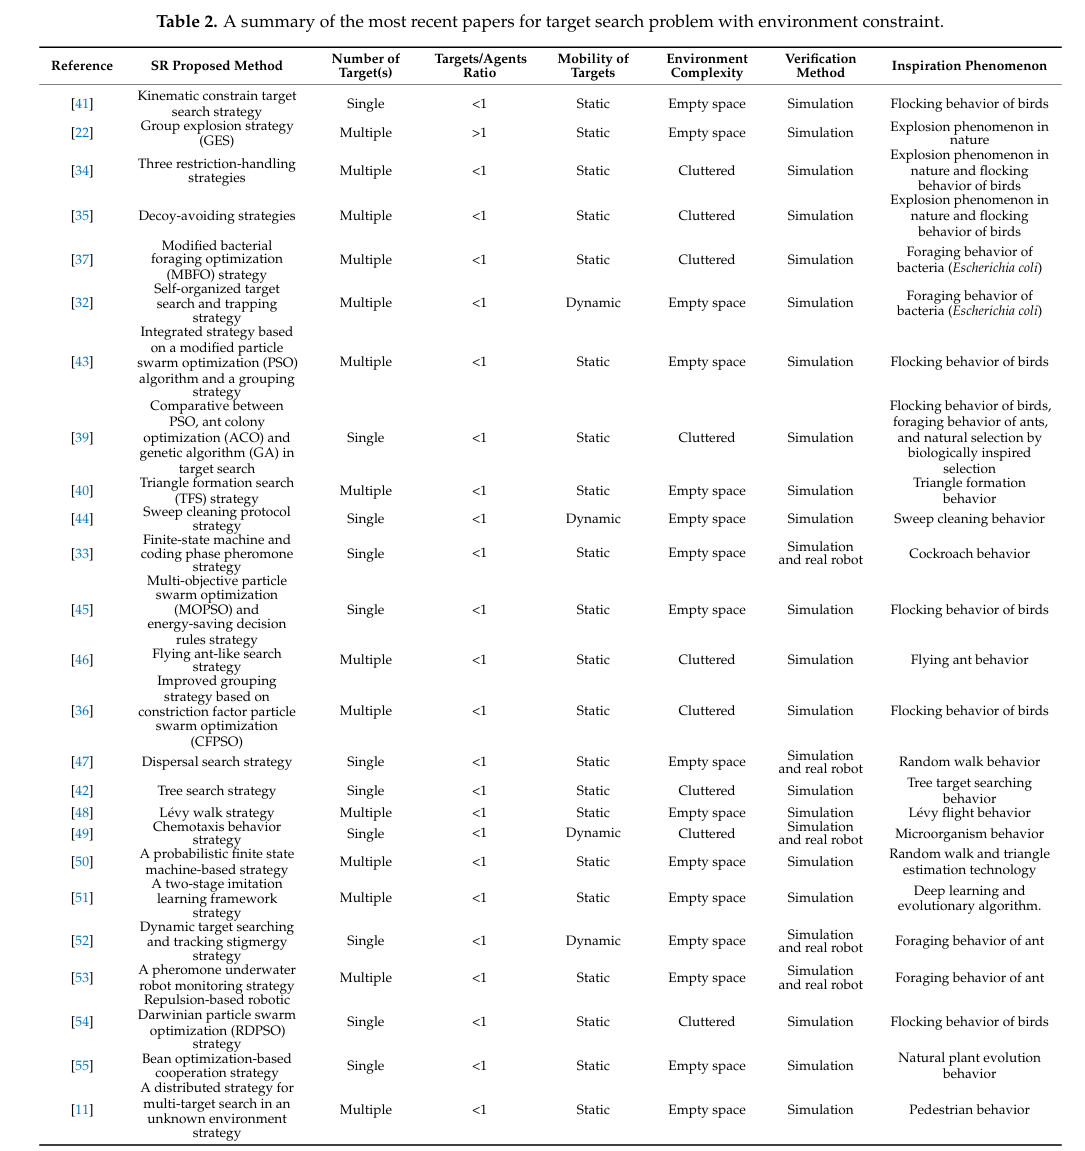 Table 2. A summary of the most recent papers for target search problem with environment constraint.
Reference SR Proposed Method Number of Target(s) Targets/Agents Ratio Mobility of Targets Environment Complexity Verification Method Inspiration Phenomenon
[41] Kinematic constrain target search strategy Single <1 Static Empty space Simulation Flocking behavior of birds
[22] Group explosion strategy (GES) Multiple >1 Static Empty space Simulation Explosion phenomenon in nature
[34] Three restriction-handling strategies Multiple <1 Static Cluttered Simulation Explosion phenomenon in nature and flocking behavior of birds
[35] Decoy-avoiding strategies Multiple <1 Static Cluttered Simulation Explosion phenomenon in nature and flocking behavior of birds
[37] Modified bacterial foraging optimization (MBFO) strategy Multiple <1 Static Cluttered Simulation Foraging behavior of bacteria (Escherichia coli)
[32] Self-organized target search and trapping strategy Multiple <1 Dynamic Empty space Simulation Foraging behavior of bacteria (Escherichia coli)
[43] Integrated strategy based on a modified particle swarm optimization (PSO) algorithm and a grouping strategy Multiple <1 Static Empty space Simulation Flocking behavior of birds
[39] Comparative between PSO, ant colony optimization (ACO) and genetic algorithm (GA) in target search Single <1 Static Cluttered Simulation Flocking behavior of birds, foraging behavior of ants, and natural selection by biologically inspired selection
[40] Triangle formation search (TFS) strategy Multiple <1 Static Empty space Simulation Triangle formation behavior
[44] Sweep cleaning protocol strategy Single <1 Dynamic Empty space Simulation Sweep cleaning behavior
[33] Finite-state machine and coding phase pheromone strategy Single <1 Static Empty space Simulation and real robot Cockroach behavior
[45] Multi-objective particle swarm optimization (MOPSO) and energy-saving decision rules strategy Single <1 Static Empty space Simulation Flocking behavior of birds
[46] Flying ant-like search strategy Multiple <1 Static Cluttered Simulation Flying ant behavior
[36] Improved grouping strategy based on constriction factor particle swarm optimization (CFPSO) Multiple <1 Static Cluttered Simulation Flocking behavior of birds
[47] Dispersal search strategy Single <1 Static Empty space Simulation and real robot Random walk behavior
[42] Tree search strategy Single <1 Static Cluttered Simulation Tree target searching behavior
[48] Lévy walk strategy Multiple <1 Static Empty space Simulation Lévy flight behavior
[49] Chemotaxis behavior strategy Single <1 Dynamic Cluttered Simulation and real robot Microorganism behavior
[50] A probabilistic finite state machine-based strategy Multiple <1 Static Empty space Simulation Random walk and triangle estimation technology
[51] A two-stage imitation learning framework strategy Multiple <1 Static Empty space Simulation Deep learning and evolutionary algorithm.
[52] Dynamic target searching and tracking stigmergy strategy Single <1 Dynamic Empty space Simulation and real robot Foraging behavior of ant
[53] A pheromone underwater robot monitoring strategy Multiple <1 Static Empty space Simulation and real robot Foraging behavior of ant
[54] Repulsion-based robotic Darwinian particle swarm optimization (RDPSO) strategy Single <1 Static Cluttered Simulation Flocking behavior of birds
[55] Bean optimization-based cooperation strategy Single <1 Static Empty space Simulation Natural plant evolution behavior
[11] A distributed strategy for multi-target search in an unknown environment strategy Multiple <1 Static Empty space Simulation Pedestrian behavior